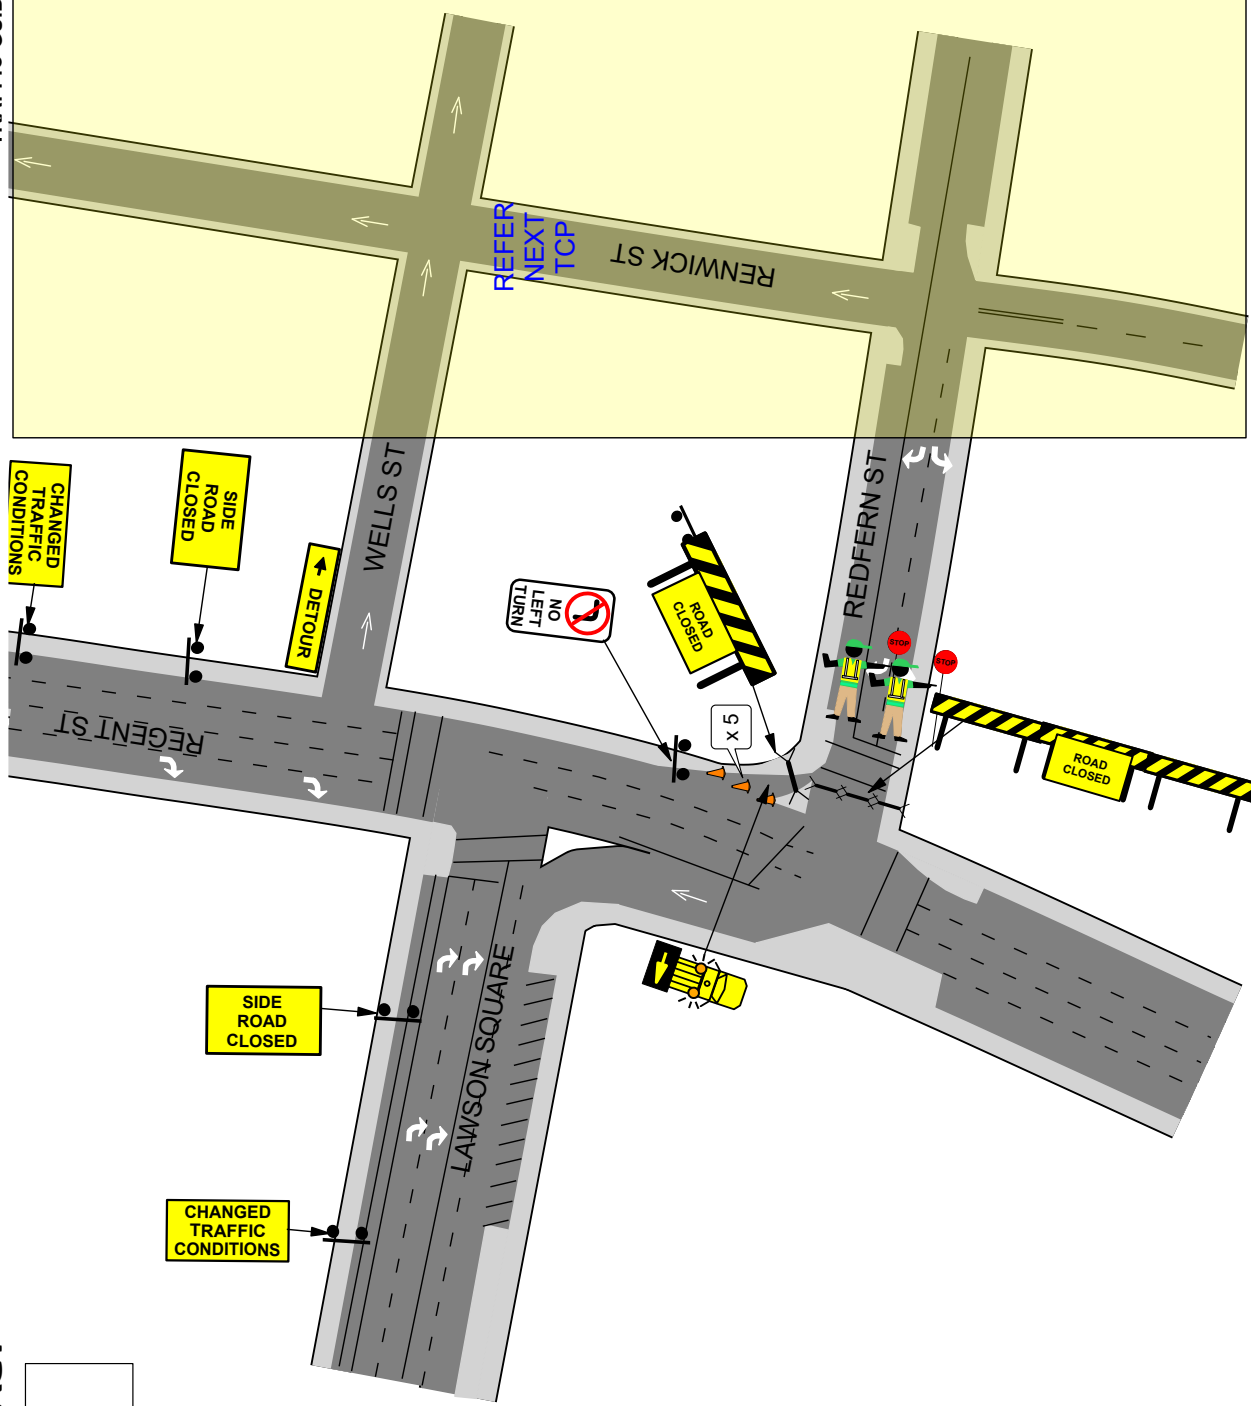 REFER
NEXT
TCP
RENWICK ST
CHANGED
TRAFFIC
CONDITIONS
SIDE
ROAD
CLOSED
DETOUR
WELLS ST
REDFERN ST
NO
LEFT
TURN
ROAD
CLOSED
STOP
STOP
x 5
ROAD
CLOSED
REGENT ST
LAWSON SQUARE
SIDE
ROAD
CLOSED
CHANGED
TRAFFIC
CONDITIONS